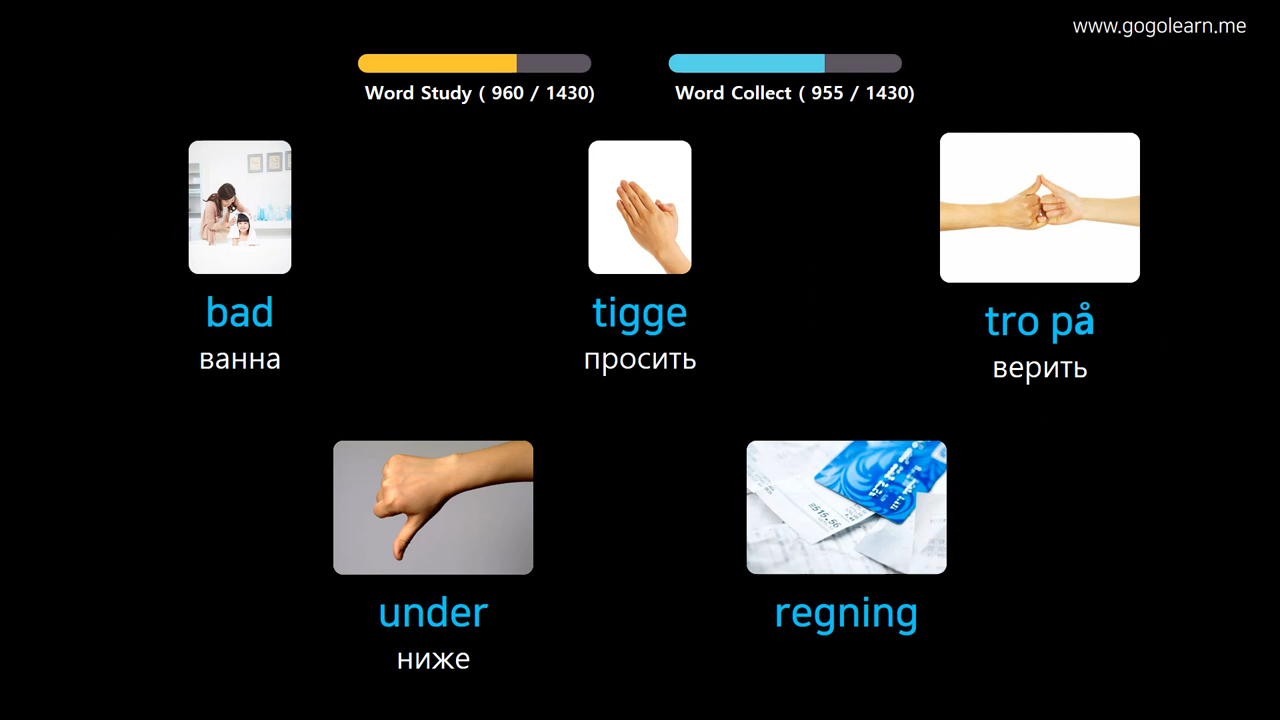 www.gogolearn.me
Word Study ( 960 / 1430)
Word Collect ( 955 / 1430)
bad
ванна
tigge
просить
tro på
верить
under
ниже
regning